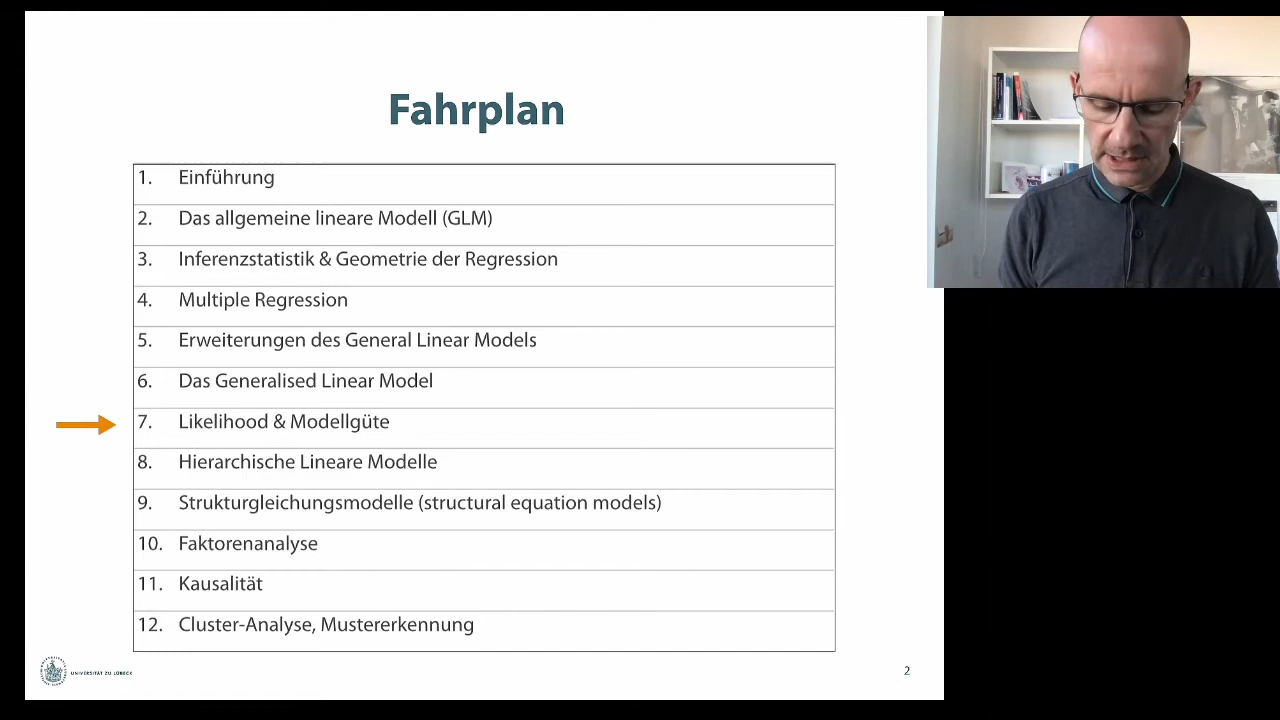 Fahrplan
1. Einführung
2. Das allgemeine lineare Modell (GLM)
3. Inferenzstatistik & Geometrie der Regression
4. Multiple Regression
5. Erweiterungen des General Linear Models
6. Das Generalised Linear Model
7. Likelihood & Modellgüte
8. Hierarchische Lineare Modelle
9. Strukturgleichungsmodelle (structural equation models)
10. Faktorenanalyse
11. Kausalität
12. Cluster-Analyse, Mustererkennung
UNIVERSITÄT ZU LÜBECK
2